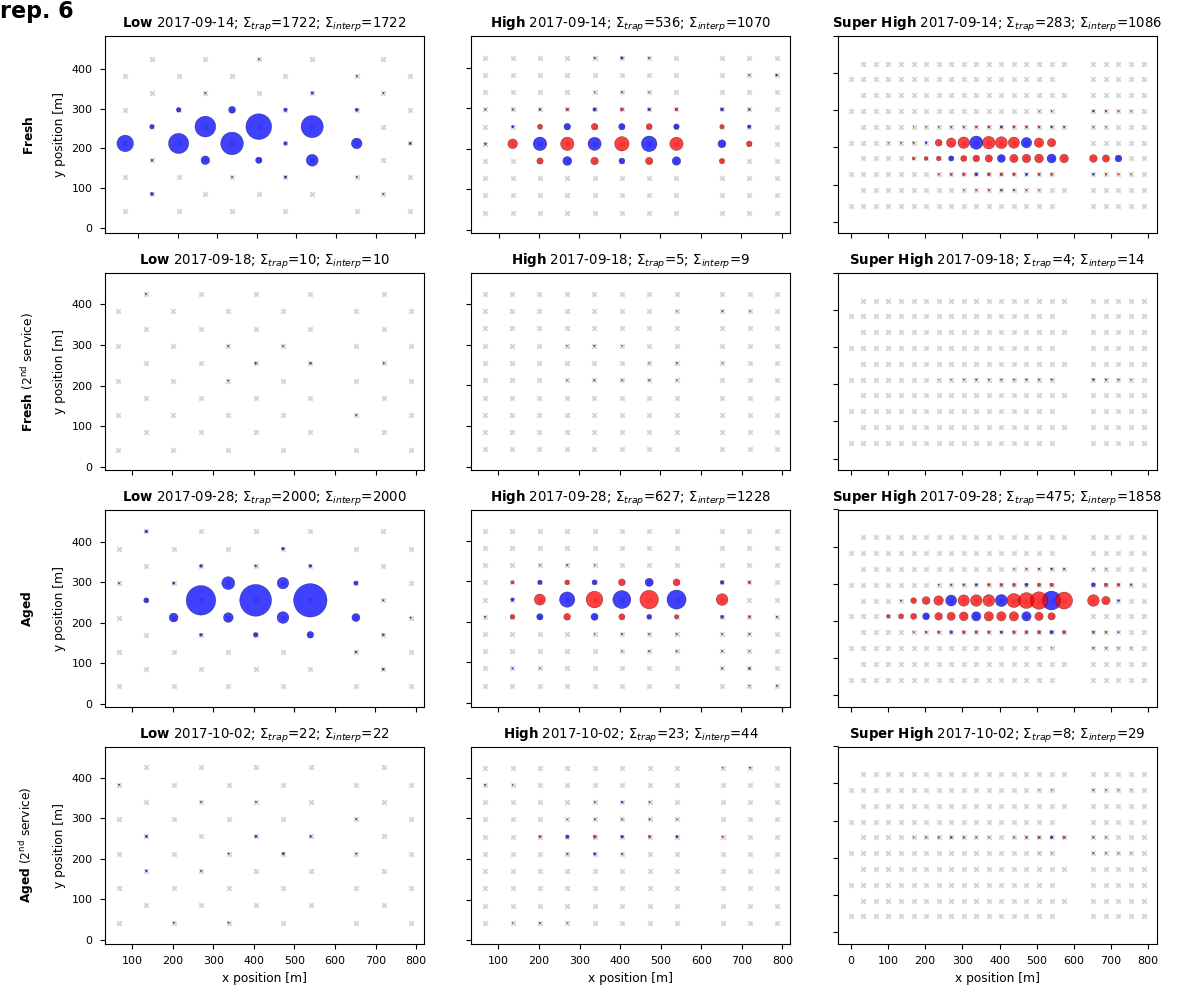 rep. 6
Low 2017-09-14; Σtrap=1722; Σinterp=1722
High 2017-09-14; Σtrap=536; Σinterp=1070
Super High 2017-09-14; Σtrap=283; Σinterp=1086
Fresh
y position [m]
400
300
200
100
0
Low 2017-09-18; Σtrap=10; Σinterp=10
High 2017-09-18; Σtrap=5; Σinterp=9
Super High 2017-09-18; Σtrap=4; Σinterp=14
Fresh (2nd service)
y position [m]
400
300
200
100
0
Low 2017-09-28; Σtrap=2000; Σinterp=2000
High 2017-09-28; Σtrap=627; Σinterp=1228
Super High 2017-09-28; Σtrap=475; Σinterp=1858
Aged
y position [m]
400
300
200
100
0
Low 2017-10-02; Σtrap=22; Σinterp=22
High 2017-10-02; Σtrap=23; Σinterp=44
Super High 2017-10-02; Σtrap=8; Σinterp=29
Aged (2nd service)
y position [m]
400
300
200
100
0
100 200 300 400 500 600 700 800
100 200 300 400 500 600 700 800
0 100 200 300 400 500 600 700 800
x position [m]
x position [m]
x position [m]